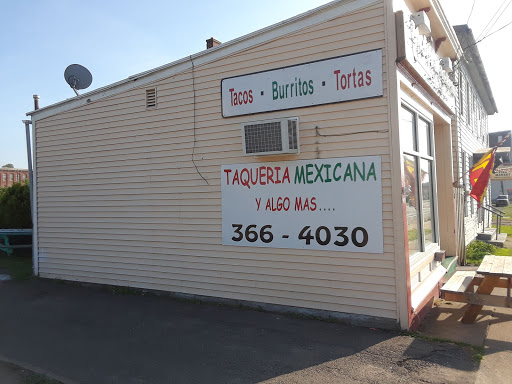 Tacos • Burritos • Tortas
TAQUERIA MEXICANA
Y ALGO MAS....
366 - 4030